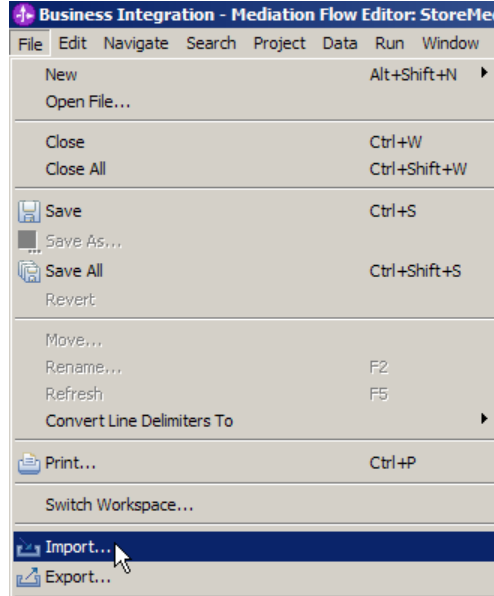 Business Integration - Mediation Flow Editor: StoreMe
File Edit Navigate Search Project Data Run Window
New Alt+Shift+N
Open File...
Close Ctrl+W
Close All Ctrl+Shift+W
Save Ctrl+S
Save As...
Save All Ctrl+Shift+S
Revert
Move...
Rename... F2
Refresh F5
Convert Line Delimiters To
Print... Ctrl+P
Switch Workspace...
Import...
Export...